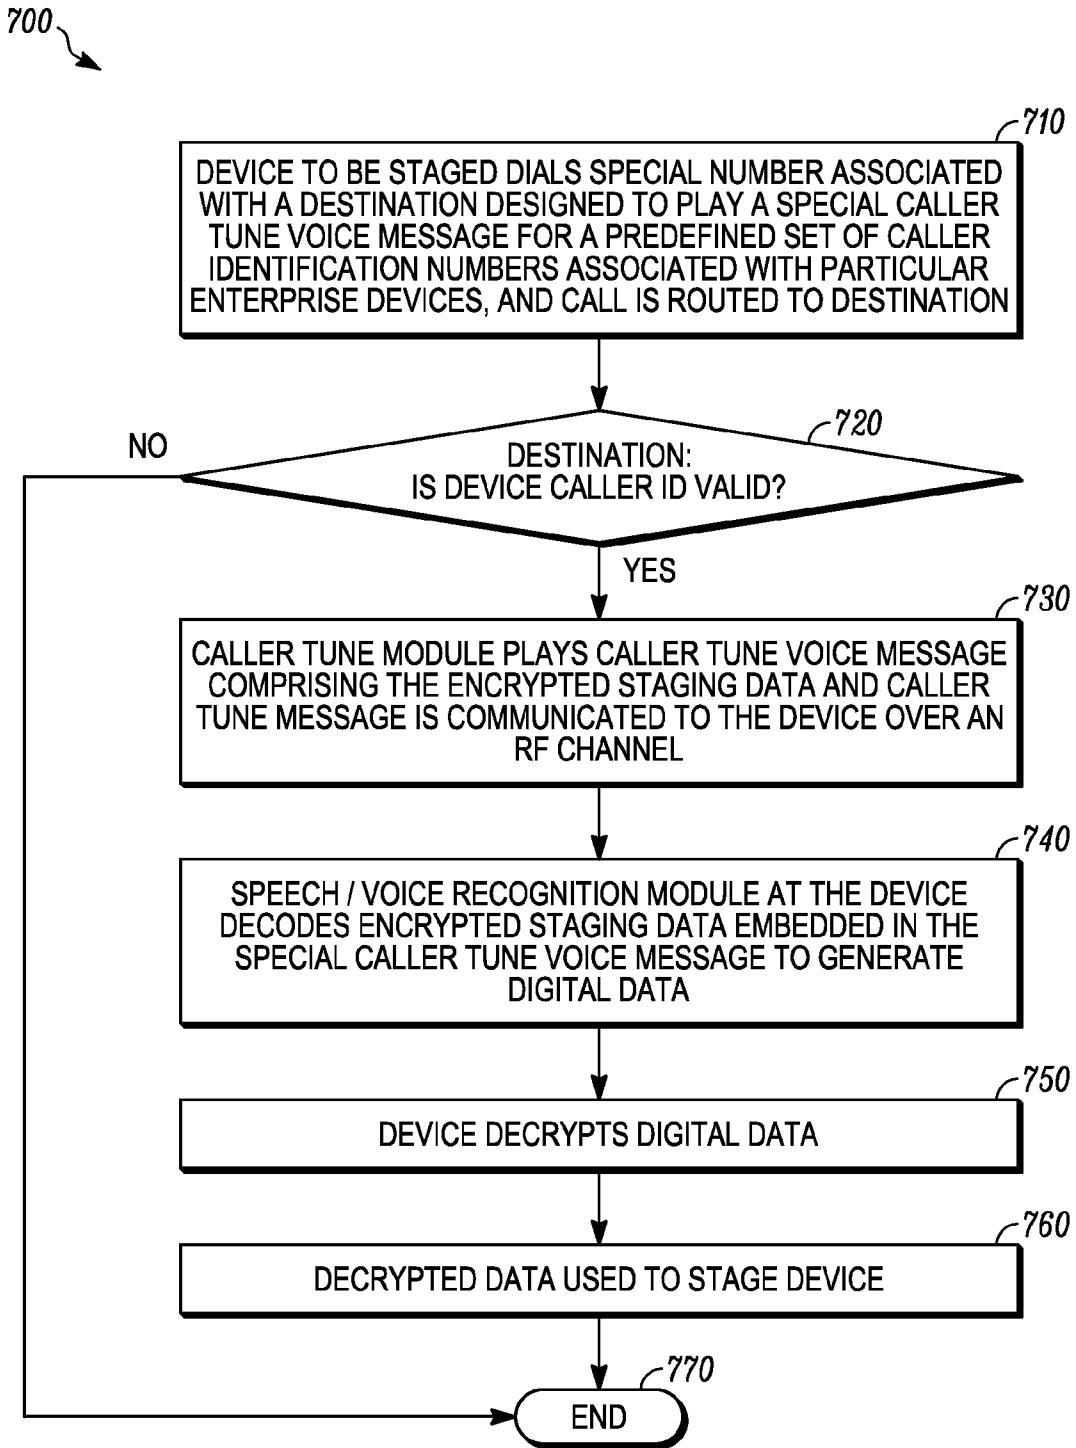 700
710
DEVICE TO BE STAGED DIALS SPECIAL NUMBER ASSOCIATED
WITH A DESTINATION DESIGNED TO PLAY A SPECIAL CALLER
TUNE VOICE MESSAGE FOR A PREDEFINED SET OF CALLER
IDENTIFICATION NUMBERS ASSOCIATED WITH PARTICULAR
ENTERPRISE DEVICES, AND CALL IS ROUTED TO DESTINATION
720
NO
DESTINATION:
IS DEVICE CALLER ID VALID?
YES
730
CALLER TUNE MODULE PLAYS CALLER TUNE VOICE MESSAGE
COMPRISING THE ENCRYPTED STAGING DATA AND CALLER
TUNE MESSAGE IS COMMUNICATED TO THE DEVICE OVER AN
RF CHANNEL
740
SPEECH / VOICE RECOGNITION MODULE AT THE DEVICE
DECODES ENCRYPTED STAGING DATA EMBEDDED IN THE
SPECIAL CALLER TUNE VOICE MESSAGE TO GENERATE
DIGITAL DATA
750
DEVICE DECRYPTS DIGITAL DATA
760
DECRYPTED DATA USED TO STAGE DEVICE
770
END